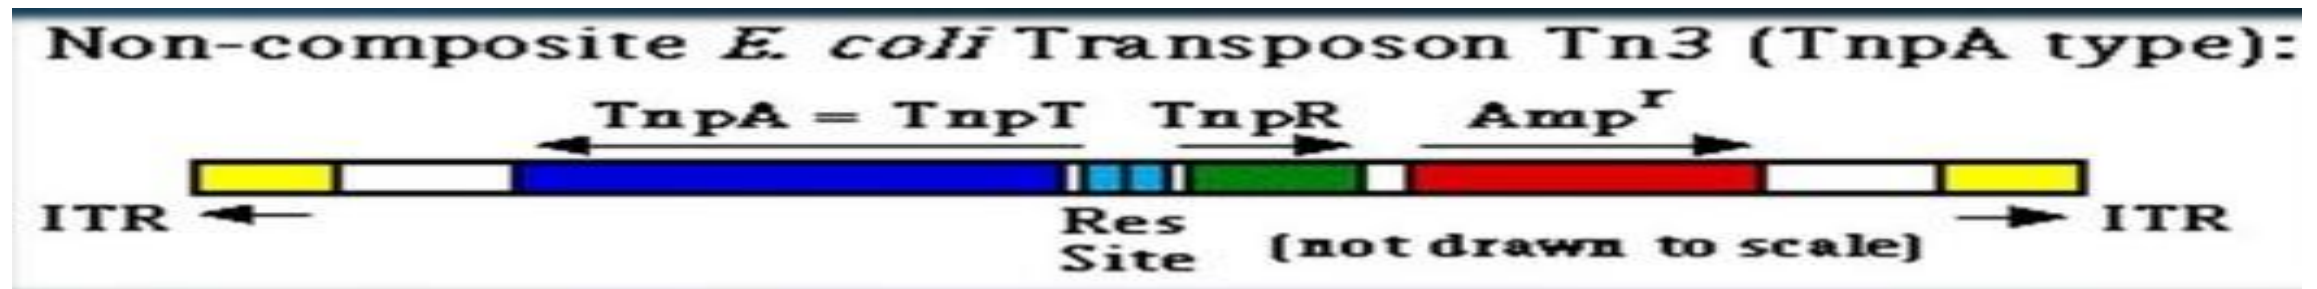 Non-composite E. coli Transposon Tn3 (TnpA type):
TnpA = TnpT TnpR Amp^r
ITR ITR
Res
Site
(not drawn to scale)